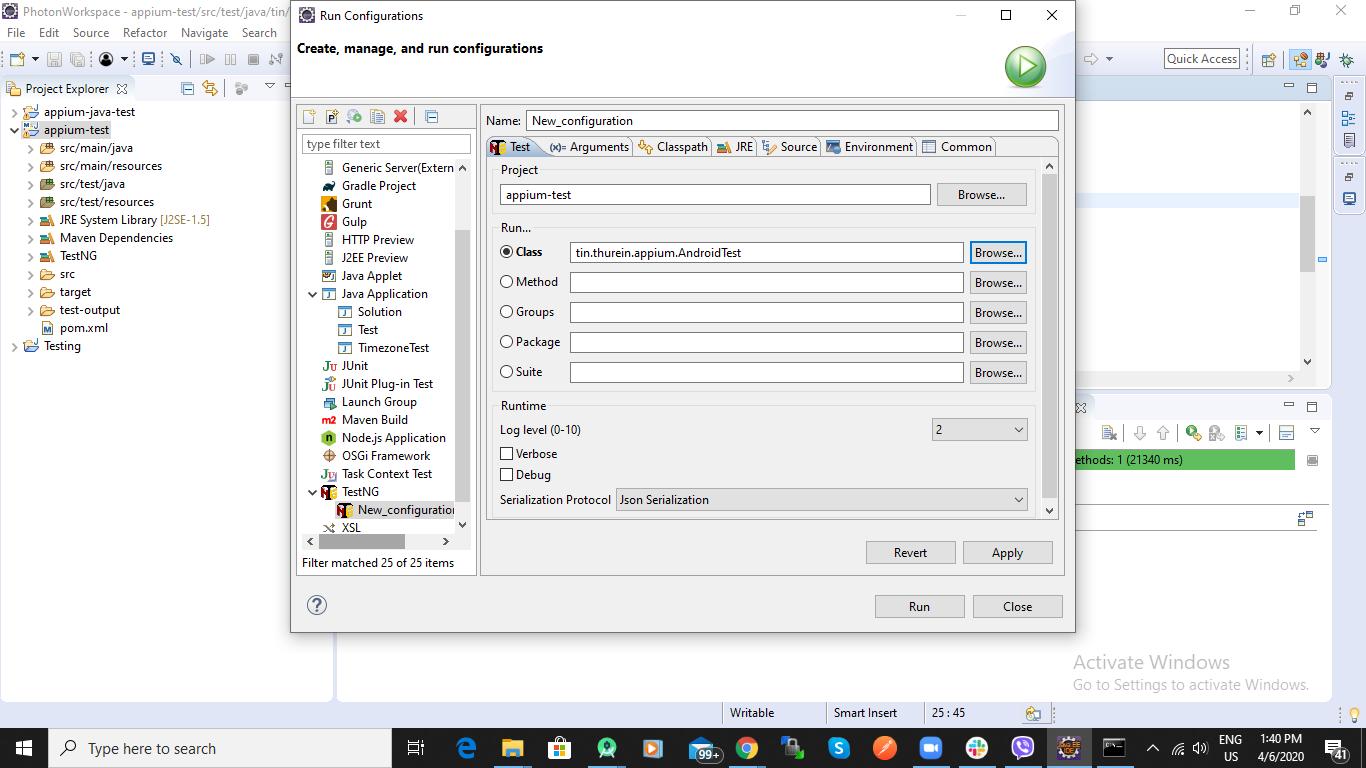 PhotonWorkspace - appium-test/src/test/java/tin/
File Edit Source Refactor Navigate Search
Quick Access
Project Explorer
appium-java-test
appium-test
src/main/java
src/main/resources
src/test/java
src/test/resources
JRE System Library [J2SE-1.5]
Maven Dependencies
TestNG
src
target
test-output
pom.xml
Testing
Run Configurations
Create, manage, and run configurations
type filter text
Generic Server(Extern
Gradle Project
Grunt
Gulp
HTTP Preview
J2EE Preview
Java Applet
Java Application
Solution
Test
TimezoneTest
JUnit
JUnit Plug-in Test
Launch Group
Maven Build
Node.js Application
OSGi Framework
Task Context Test
TestNG
New_configuration
XSL
Filter matched 25 of 25 items
Name: New_configuration
Test (x)= Arguments Classpath JRE Source Environment Common
Project
appium-test Browse...
Run...
Class tin.thurein.appium.AndroidTest Browse...
Method Browse...
Groups Browse...
Package Browse...
Suite Browse...
Runtime
Log level (0-10) 2
Verbose
Debug
Serialization Protocol Json Serialization
Revert Apply
Run Close
ethods: 1 (21340 ms)
Activate Windows
Go to Settings to activate Windows.
Writable Smart Insert 25 : 45
Type here to search
99+
ENG
US
1:40 PM
4/6/2020
41